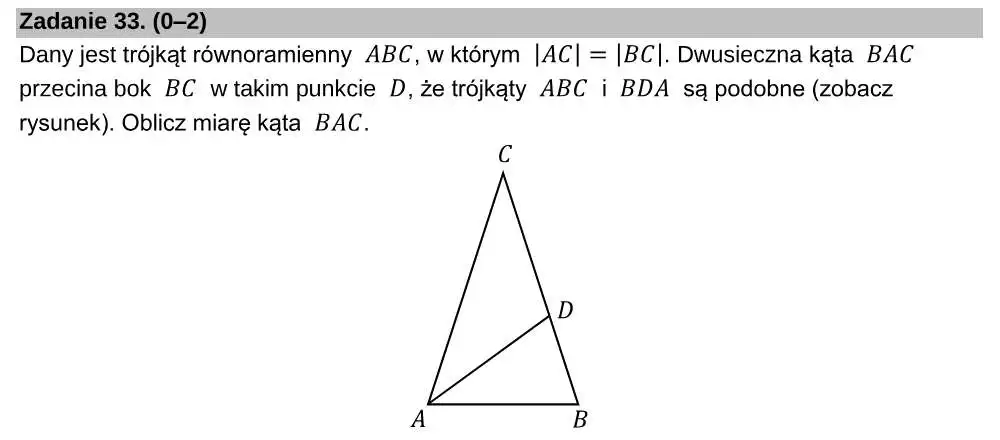 Zadanie 33. (0–2)
Dany jest trójkąt równoramienny ABC, w którym |AC| = |BC|. Dwusieczna kąta BAC
przecina bok BC w takim punkcie D, że trójkąty ABC i BDA są podobne (zobacz
rysunek). Oblicz miarę kąta BAC.
C
D
A
B